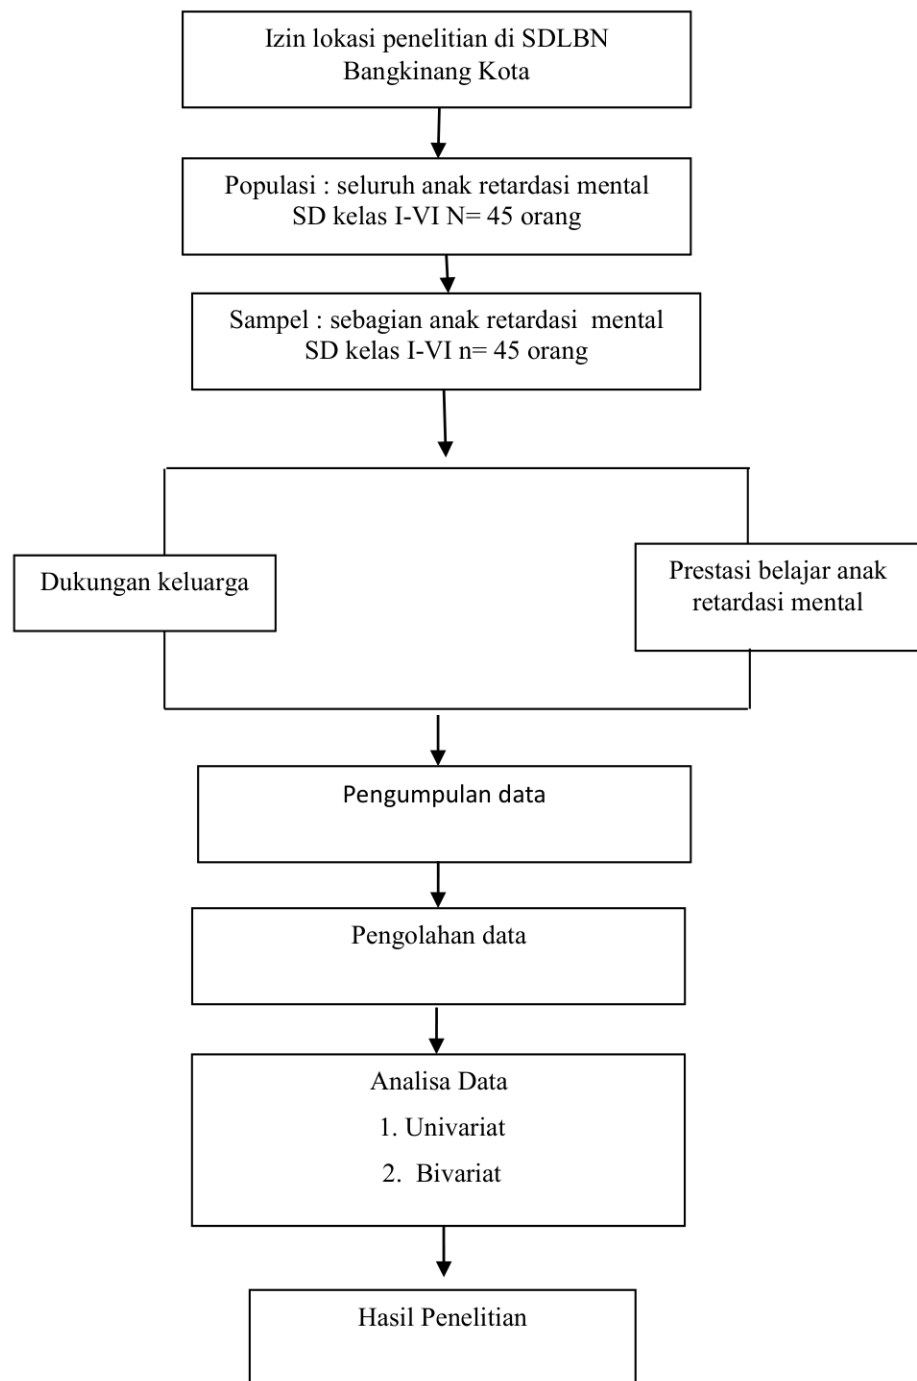 Izin lokasi penelitian di SDLBN
Bangkinang Kota
Populasi : seluruh anak retardasi mental
SD kelas I-VI N= 45 orang
Sampel : sebagian anak retardasi  mental
SD kelas I-VI n= 45 orang
Dukungan keluarga
Prestasi belajar anak
retardasi mental
Pengumpulan data
Pengolahan data
Analisa Data
1. Univariat
2.  Bivariat
Hasil Penelitian